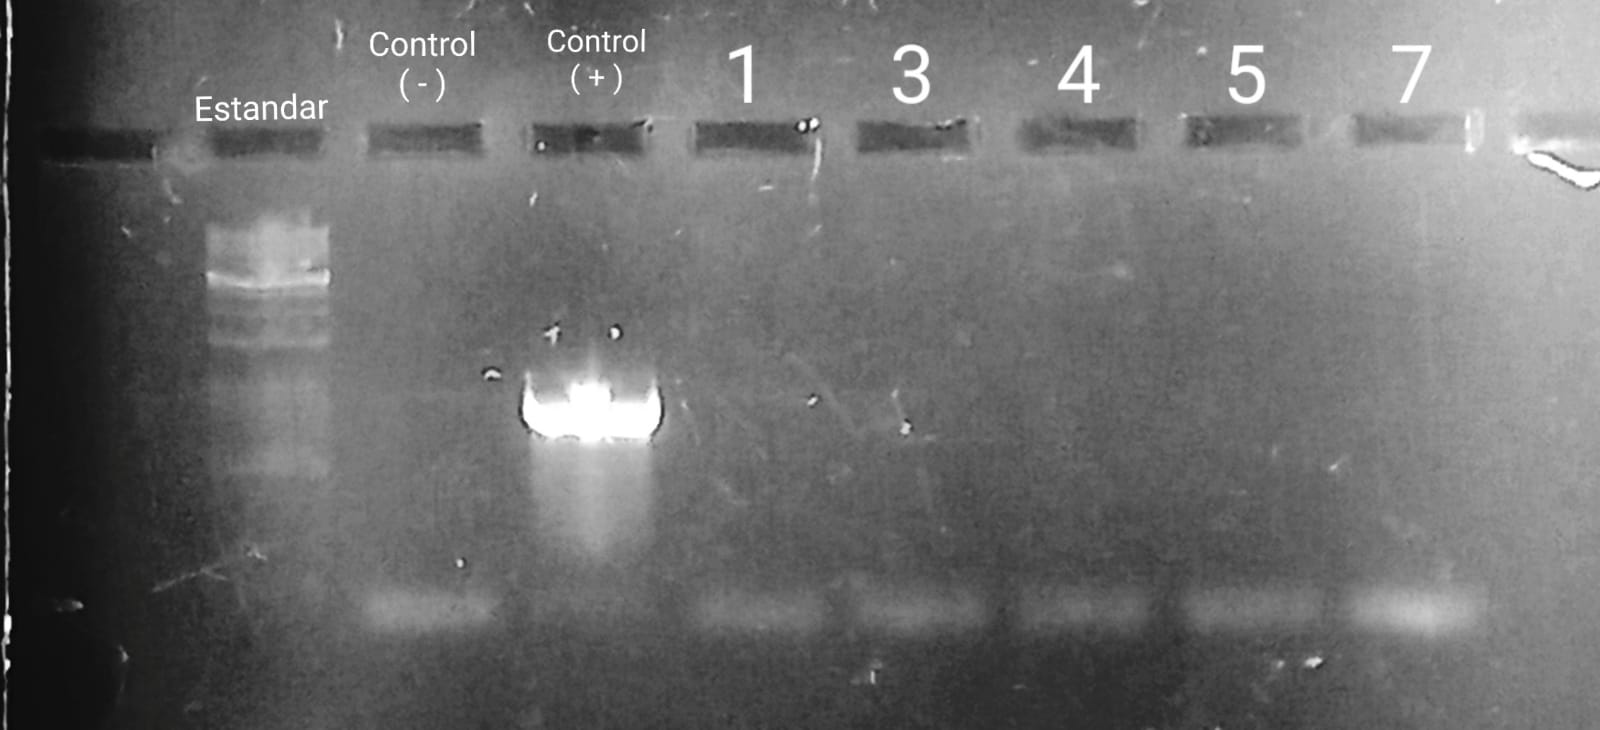 Estandar
Control
( - )
Control
( + )
1
3
4
5
7